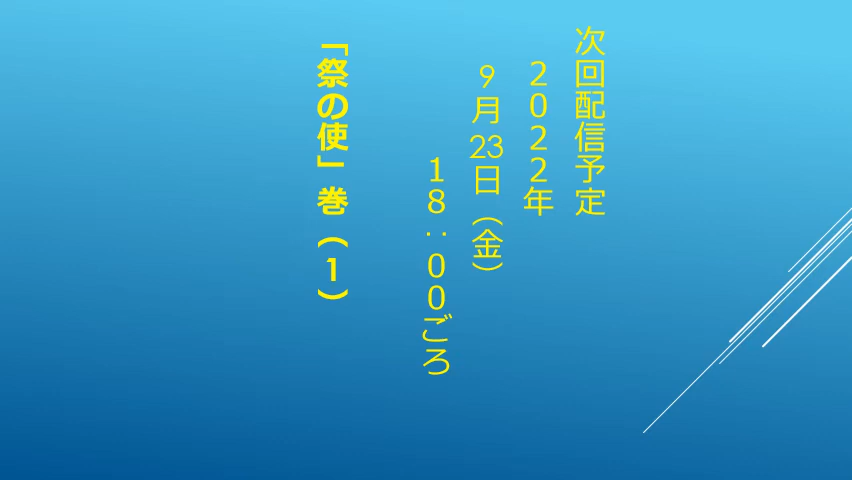 次回配信予定
２０２２年
９月23日（金）
１８：００ごろ
「祭の使」巻（１）